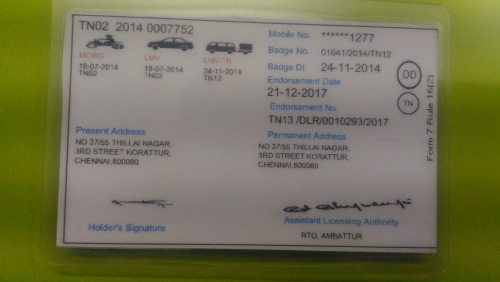 TN02 2014 0007752
MCWG LMV LMV-TR
18-07-2014 18-07-2014 24-11-2014
TN02 TN02 TN12
Mobile No. ******1277
Badge No. 01641/2014/TN12
Badge Dt. 24-11-2014
Endorsement Date
21-12-2017
Endorsement No.
TN13 /DLR/0010293/2017
OD
TN
Form 7 Rule 16(2)
Present Address
NO 37/55 THILLAI NAGAR,
3RD STREET KORATTUR,
CHENNAI,600080
Permanent Address
NO 37/55 THILLAI NAGAR,
3RD STREET KORATTUR,
CHENNAI,600080
Holder's Signature
Assistant Licensing Authority
RTO, AMBATTUR